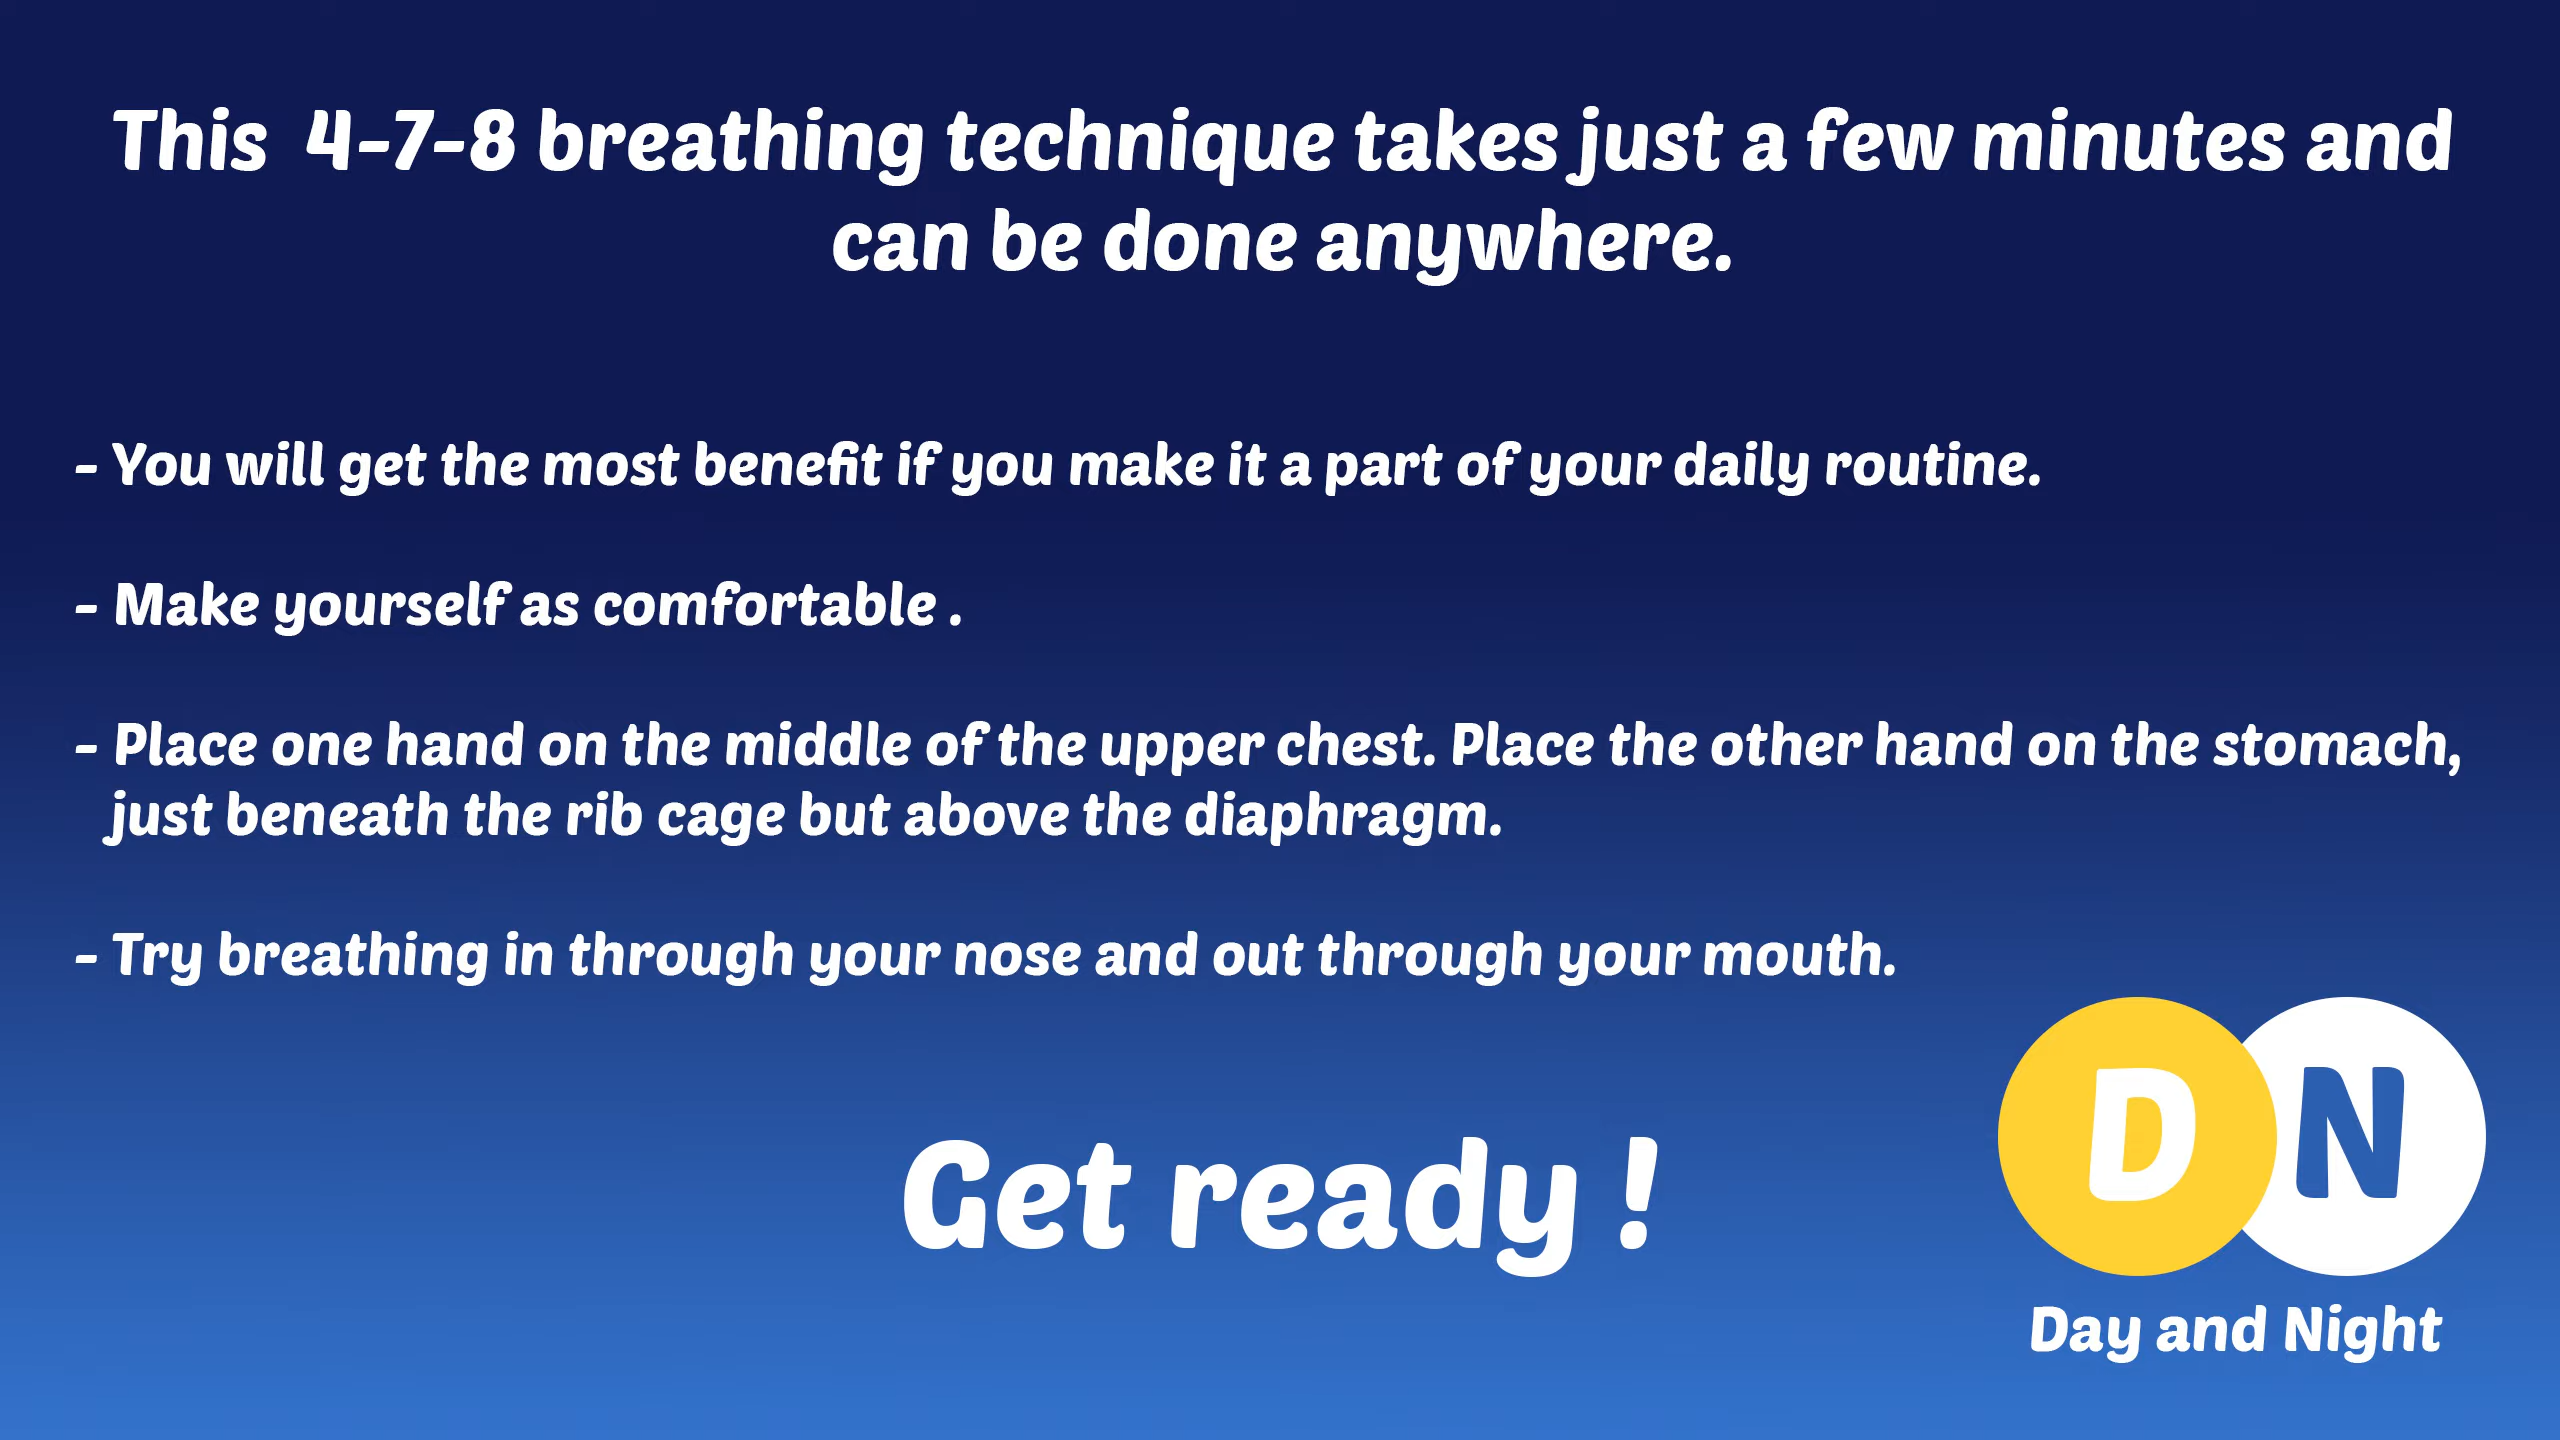 This  4-7-8 breathing technique takes just a few minutes and
can be done anywhere.
- You will get the most benefit if you make it a part of your daily routine.
- Make yourself as comfortable .
- Place one hand on the middle of the upper chest. Place the other hand on the stomach,
just beneath the rib cage but above the diaphragm.
- Try breathing in through your nose and out through your mouth.
Get ready !
D N
Day and Night